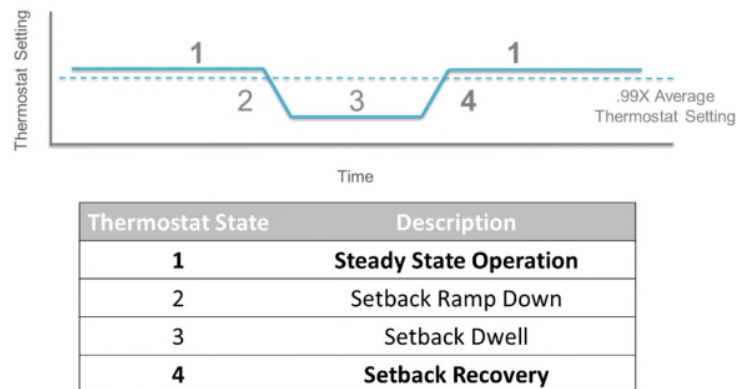 Thermostat Setting
1
1
2
3
4
.99X Average
Thermostat Setting
Time
Thermostat State Description
1 Steady State Operation
2 Setback Ramp Down
3 Setback Dwell
4 Setback Recovery